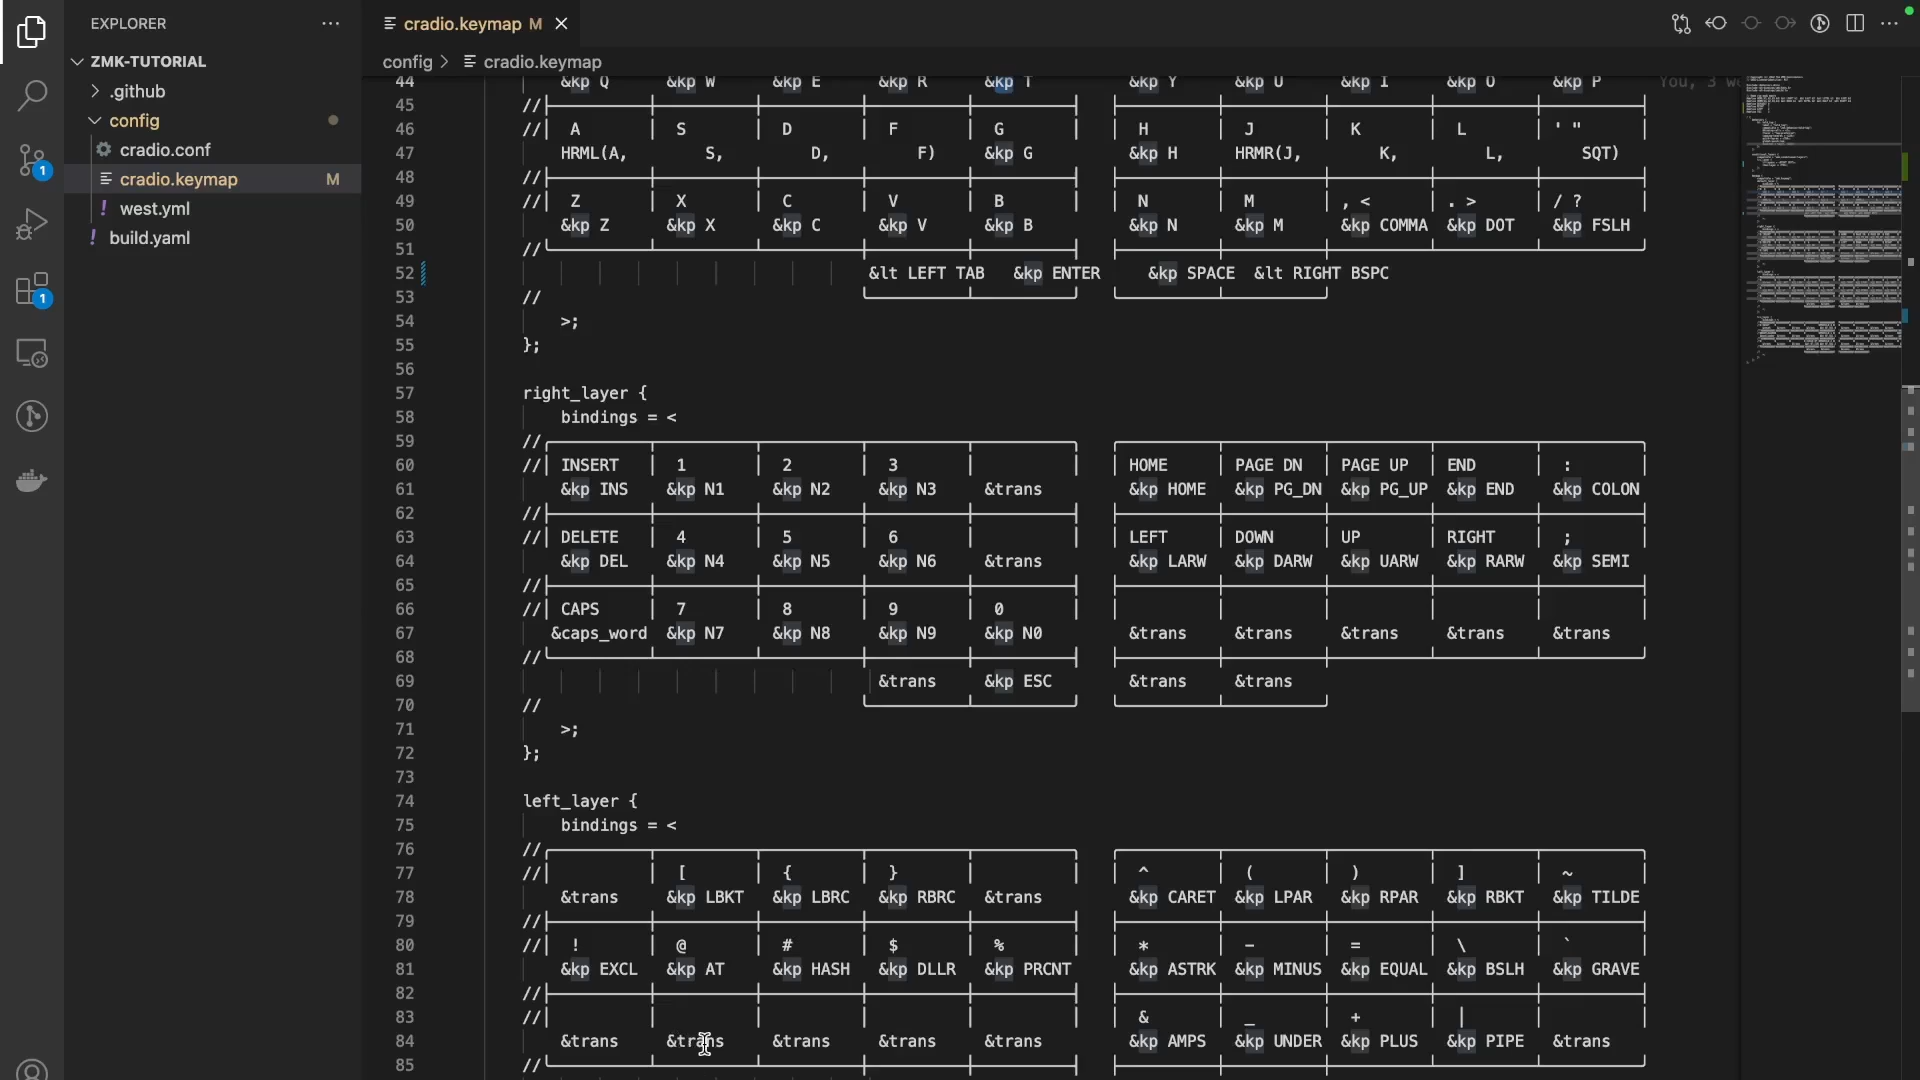 EXPLORER
ZMK-TUTORIAL
.github
config
cradio.conf
cradio.keymap M
west.yml
build.yaml
1
1
cradio.keymap M
config > cradio.keymap
44 &kp Q &kp W &kp E &kp R &kp T &kp Y &kp U &kp I &kp O &kp P You, 3 w
45 //
46 // A S D F G H J K L ' "
47 HRML(A, S, D, F) &kp G &kp H HRMR(J, K, L, SQT)
48 //
49 // Z X C V B N M , < . > / ?
50 &kp Z &kp X &kp C &kp V &kp B &kp N &kp M &kp COMMA &kp DOT &kp FSLH
51 //
52 &lt LEFT TAB &kp ENTER &kp SPACE &lt RIGHT BSPC
53 //
54 >;
55 };
56
57 right_layer {
58 bindings = <
59 //
60 // INSERT 1 2 3 HOME PAGE DN PAGE UP END :
61 &kp INS &kp N1 &kp N2 &kp N3 &trans &kp HOME &kp PG_DN &kp PG_UP &kp END &kp COLON
62 //
63 // DELETE 4 5 6 LEFT DOWN UP RIGHT ;
64 &kp DEL &kp N4 &kp N5 &kp N6 &trans &kp LARW &kp DARW &kp UARW &kp RARW &kp SEMI
65 //
66 // CAPS 7 8 9 0
67 &caps_word &kp N7 &kp N8 &kp N9 &kp N0 &trans &trans &trans &trans &trans
68 //
69 &trans &kp ESC &trans &trans
70 //
71 >;
72 };
73
74 left_layer {
75 bindings = <
76 //
77 // [ { } ^ ( ) ] ~
78 &trans &kp LBKT &kp LBRC &kp RBRC &trans &kp CARET &kp LPAR &kp RPAR &kp RBKT &kp TILDE
79 //
80 // ! @ # $ % * - = \ `
81 &kp EXCL &kp AT &kp HASH &kp DLLR &kp PRCNT &kp ASTRK &kp MINUS &kp EQUAL &kp BSLH &kp GRAVE
82 //
83 // & _ + |
84 &trans &trans &trans &trans &trans &kp AMPS &kp UNDER &kp PLUS &kp PIPE &trans
85 //